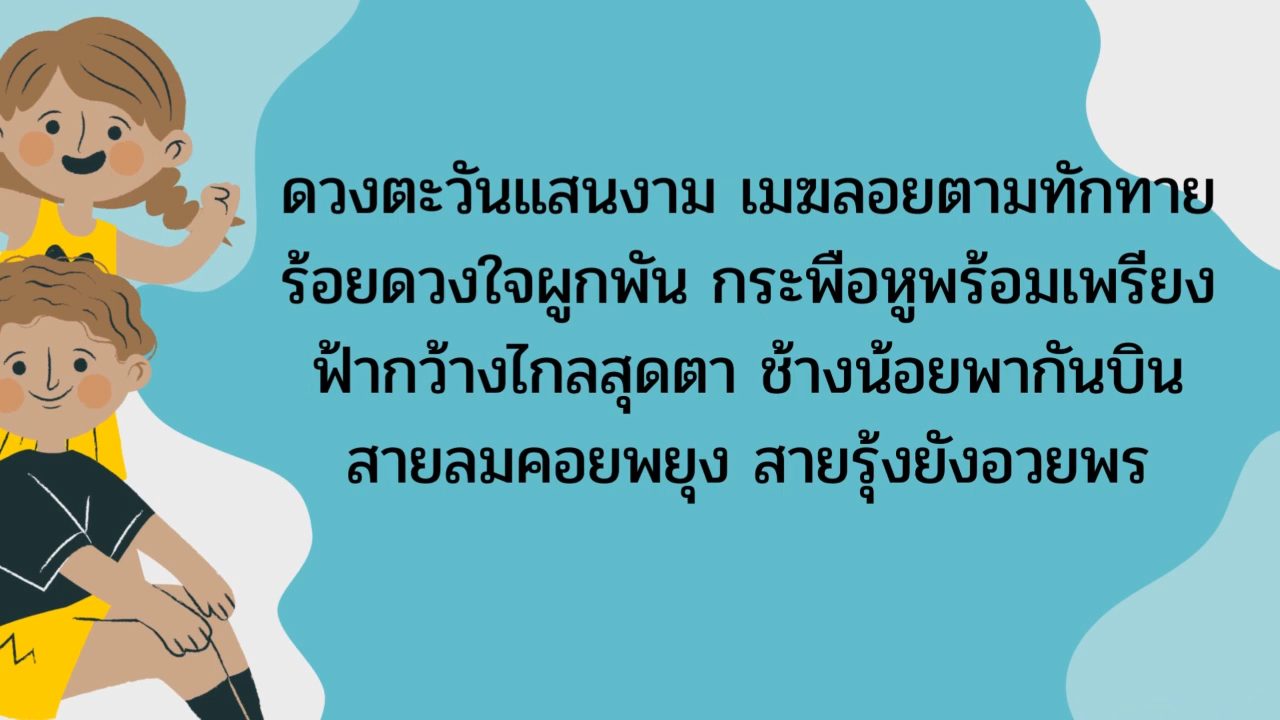 ดวงตะวันแสนงาม เมฆลอยตามทักทาย
ร้อยดวงใจผูกพัน กระพือหูพร้อมเพรียง
ฟ้ากว้างไกลสุดตา ช้างน้อยพากันบิน
สายลมคอยพยุง สายรุ้งยังอวยพร